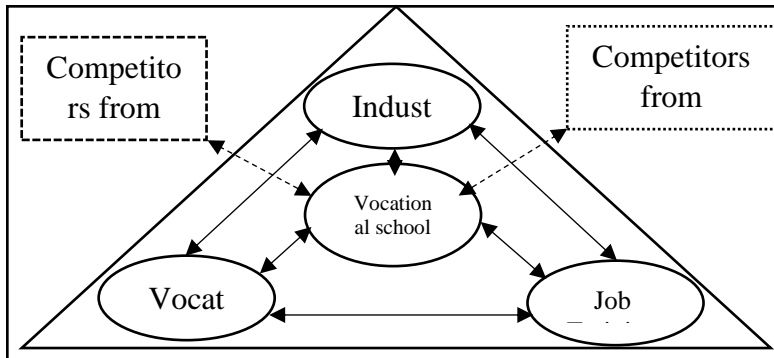 Competito
rs from
Competitors
from
Indust
Vocation
al school
Vocat
Job